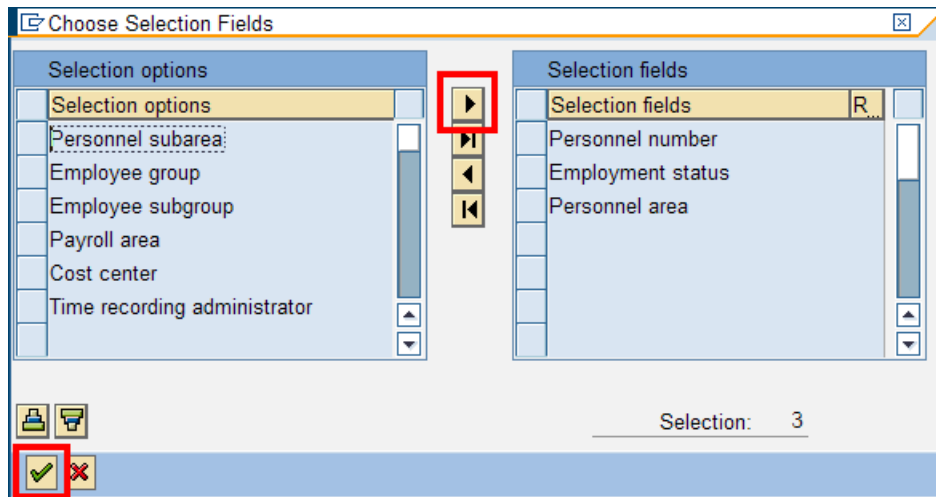 Choose Selection Fields
Selection options
Selection options
Personnel subarea
Employee group
Employee subgroup
Payroll area
Cost center
Time recording administrator
Selection fields
Selection fields R...
Personnel number
Employment status
Personnel area
Selection: 3